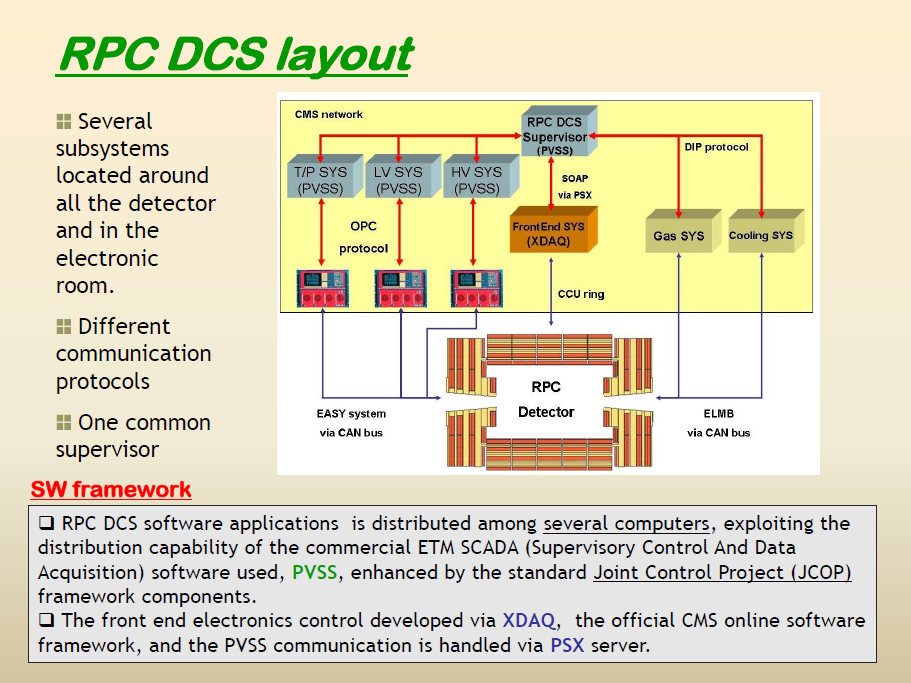 RPC DCS layout
Several
subsystems
located around
all the detector
and in the
electronic
room.
Different
communication
protocols
One common
supervisor
CMS network
RPC DCS
Supervisor
(PVSS)
DIP protocol
T/P SYS
(PVSS)
LV SYS
(PVSS)
HV SYS
(PVSS)
SOAP
via PSX
OPC
protocol
FrontEnd SYS
(XDAQ)
Gas SYS
Cooling SYS
CCU ring
RPC
Detector
EASY system
via CAN bus
ELMB
via CAN bus
SW framework
❑ RPC DCS software applications is distributed among several computers, exploiting the
distribution capability of the commercial ETM SCADA (Supervisory Control And Data
Acquisition) software used, PVSS, enhanced by the standard Joint Control Project (JCOP)
framework components.
❑ The front end electronics control developed via XDAQ, the official CMS online software
framework, and the PVSS communication is handled via PSX server.